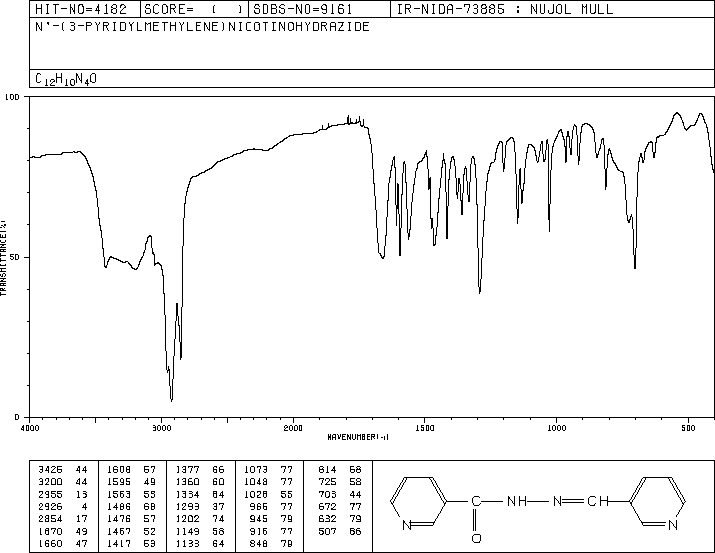 HIT-NO=4182 SCORE= ( ) SDBS-NO=9161 IR-NIDA-73885 : NUJOL MULL
N'-(3-PYRIDYLMETHYLENE)NICOTINOHYDRAZIDE
C12H10N4O
100
50
0
TRANSMITTANCE(%)
4000 3000 2000 1500 1000 500
WAVENUMBER(-1)
3425 44 1608 57 1377 66 1073 77 814 68
3200 44 1595 49 1360 60 1048 77 725 58
2955 13 1563 55 1334 64 1028 55 703 44
2926 4 1486 68 1293 37 966 77 672 77
2854 17 1476 57 1202 74 945 79 632 79
1670 49 1467 52 1149 58 916 77 507 86
1660 47 1417 53 1133 64 848 79
C NH N CH
N O N